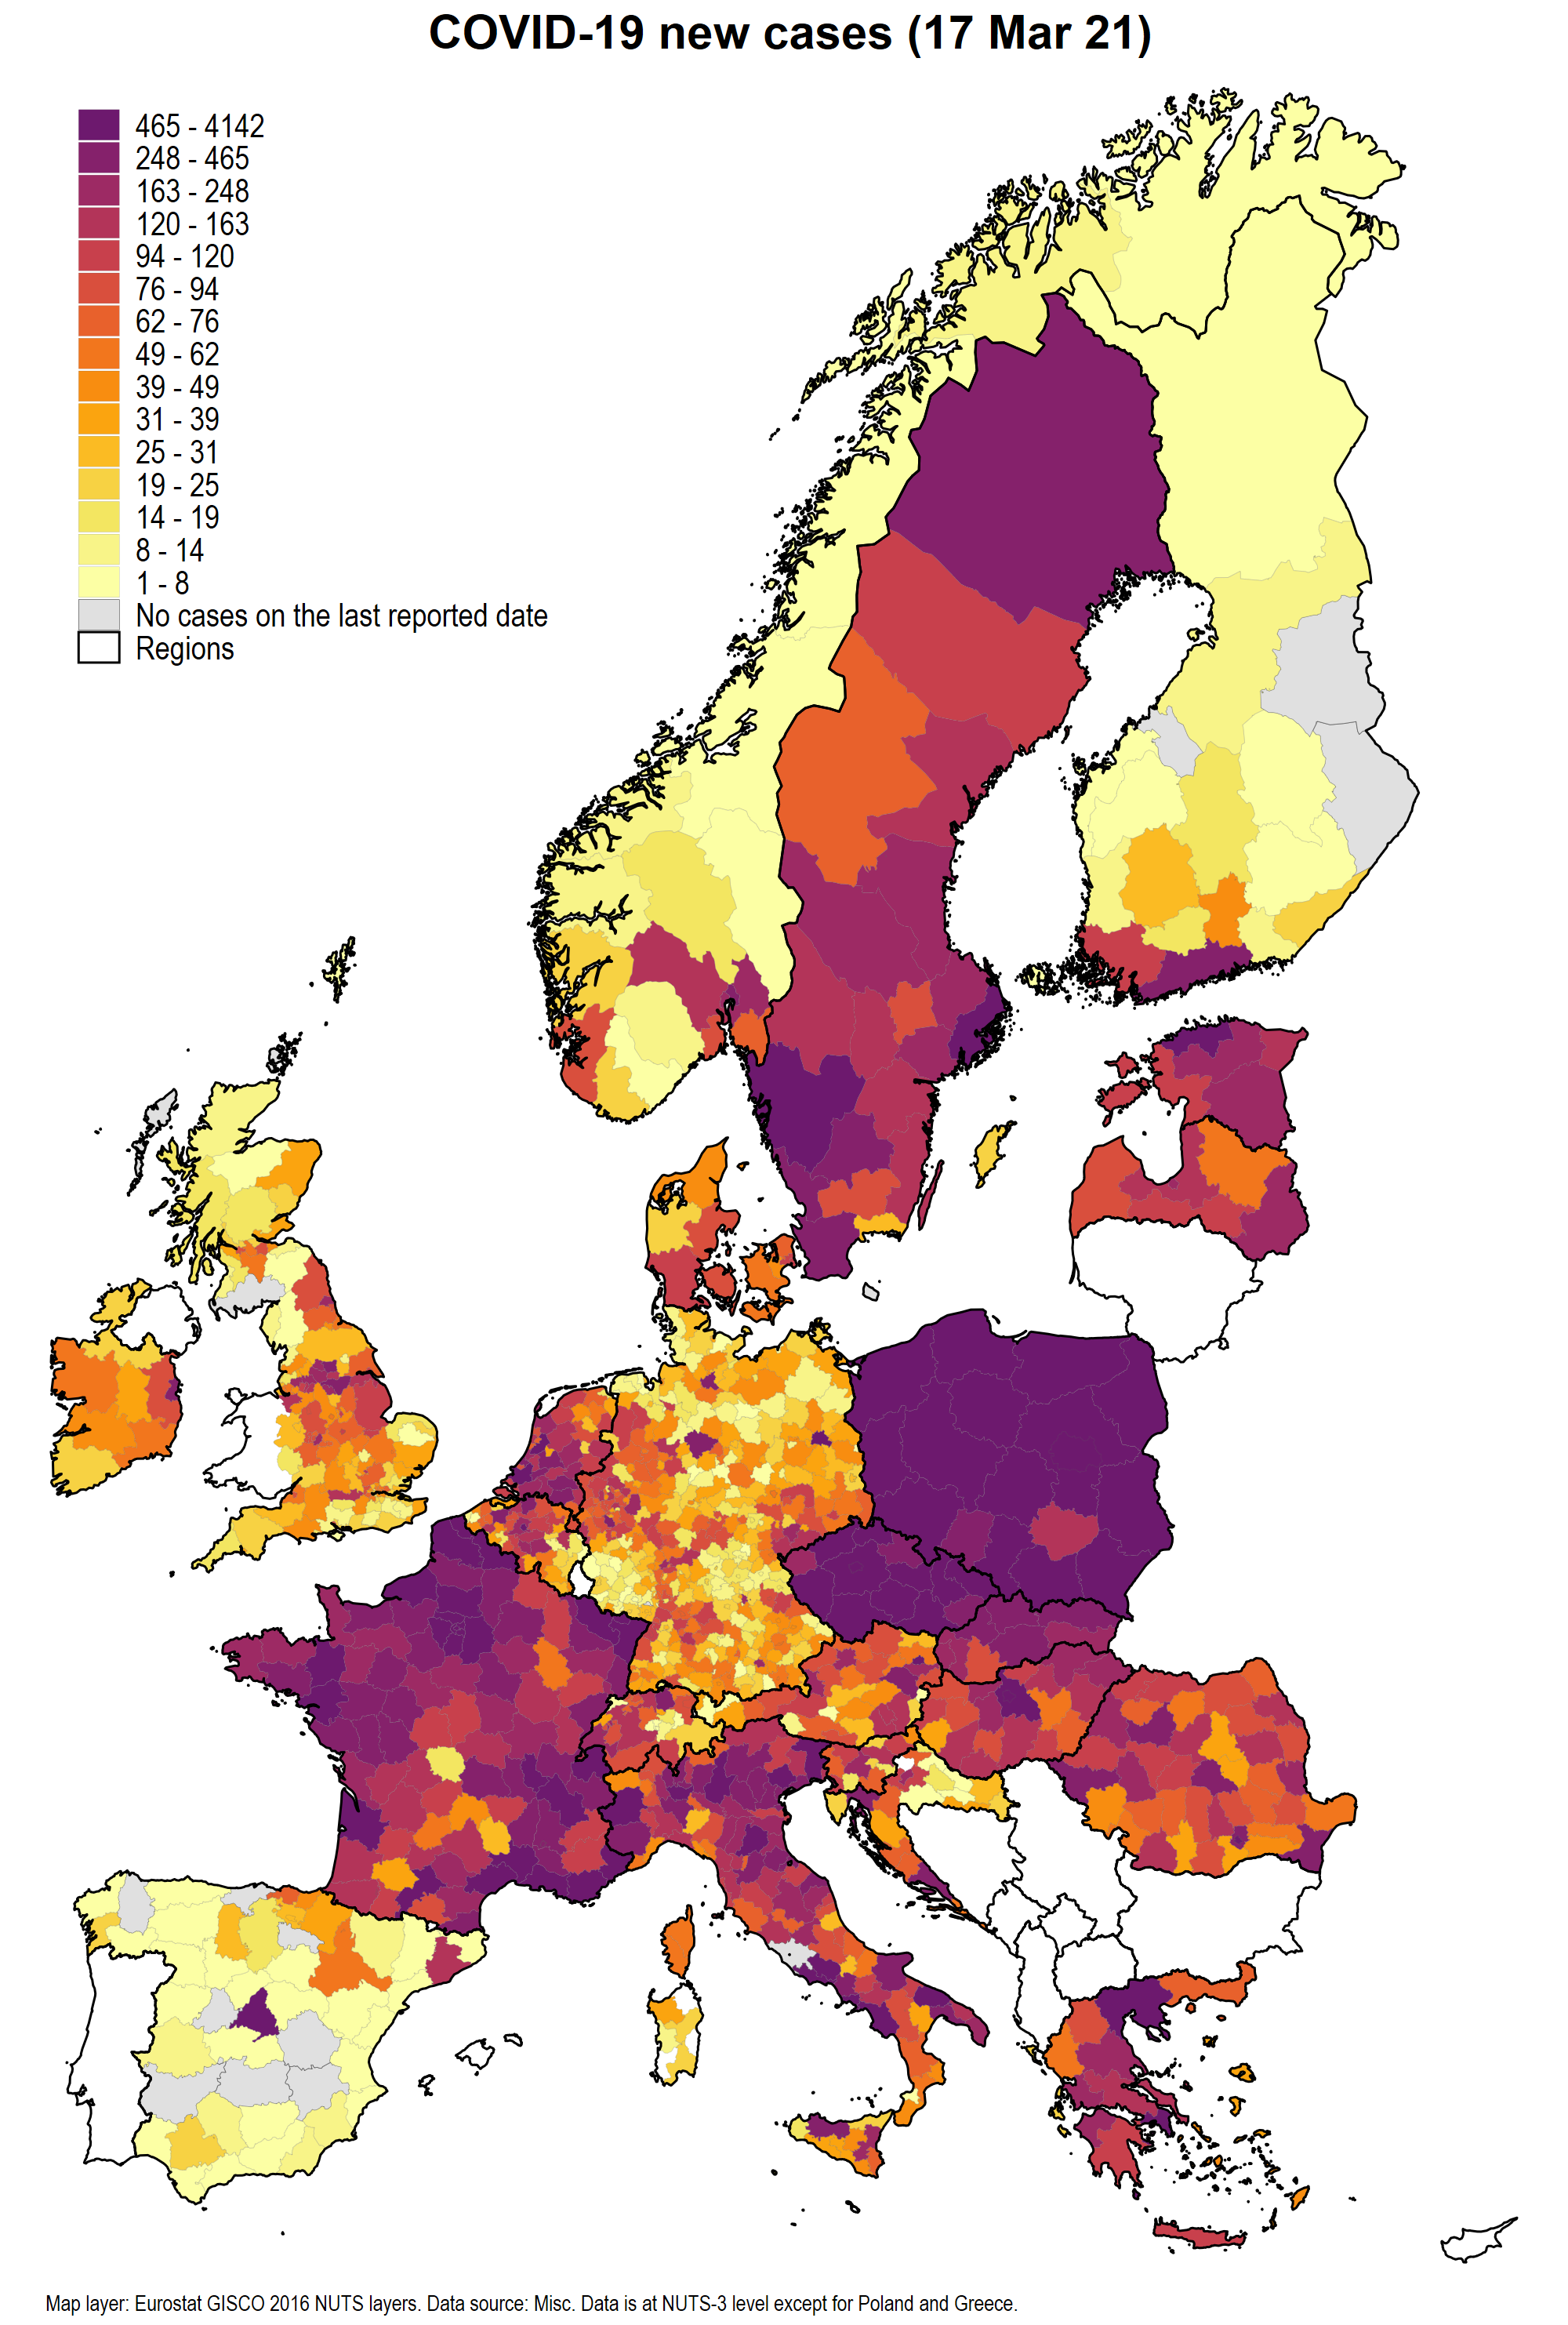 COVID-19 new cases (17 Mar 21)
465 - 4142
248 - 465
163 - 248
120 - 163
94 - 120
76 - 94
62 - 76
49 - 62
39 - 49
31 - 39
25 - 31
19 - 25
14 - 19
8 - 14
1 - 8
No cases on the last reported date
Regions
Map layer: Eurostat GISCO 2016 NUTS layers. Data source: Misc. Data is at NUTS-3 level except for Poland and Greece.